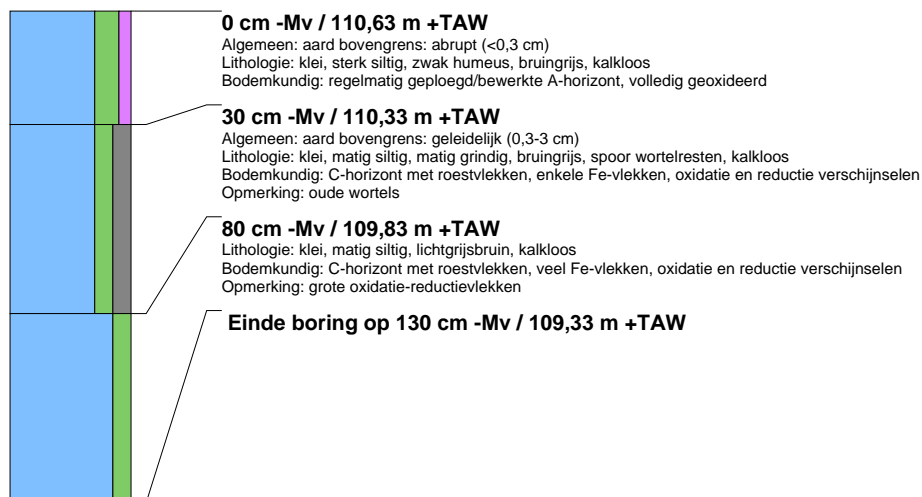 0 cm -Mv / 110,63 m +TAW
Algemeen: aard bovengrens: abrupt (<0,3 cm)
Lithologie: klei, sterk siltig, zwak humeus, bruingrijs, kalkloos
Bodemkundig: regelmatig geploegd/bewerkte A-horizont, volledig geoxideerd
30 cm -Mv / 110,33 m +TAW
Algemeen: aard bovengrens: geleidelijk (0,3-3 cm)
Lithologie: klei, matig siltig, matig grindig, bruingrijs, spoor wortelresten, kalkloos
Bodemkundig: C-horizont met roestvlekken, enkele Fe-vlekken, oxidatie en reductie verschijnselen
Opmerking: oude wortels
80 cm -Mv / 109,83 m +TAW
Lithologie: klei, matig siltig, lichtgrijsbruin, kalkloos
Bodemkundig: C-horizont met roestvlekken, veel Fe-vlekken, oxidatie en reductie verschijnselen
Opmerking: grote oxidatie-reductievlekken
Einde boring op 130 cm -Mv / 109,33 m +TAW